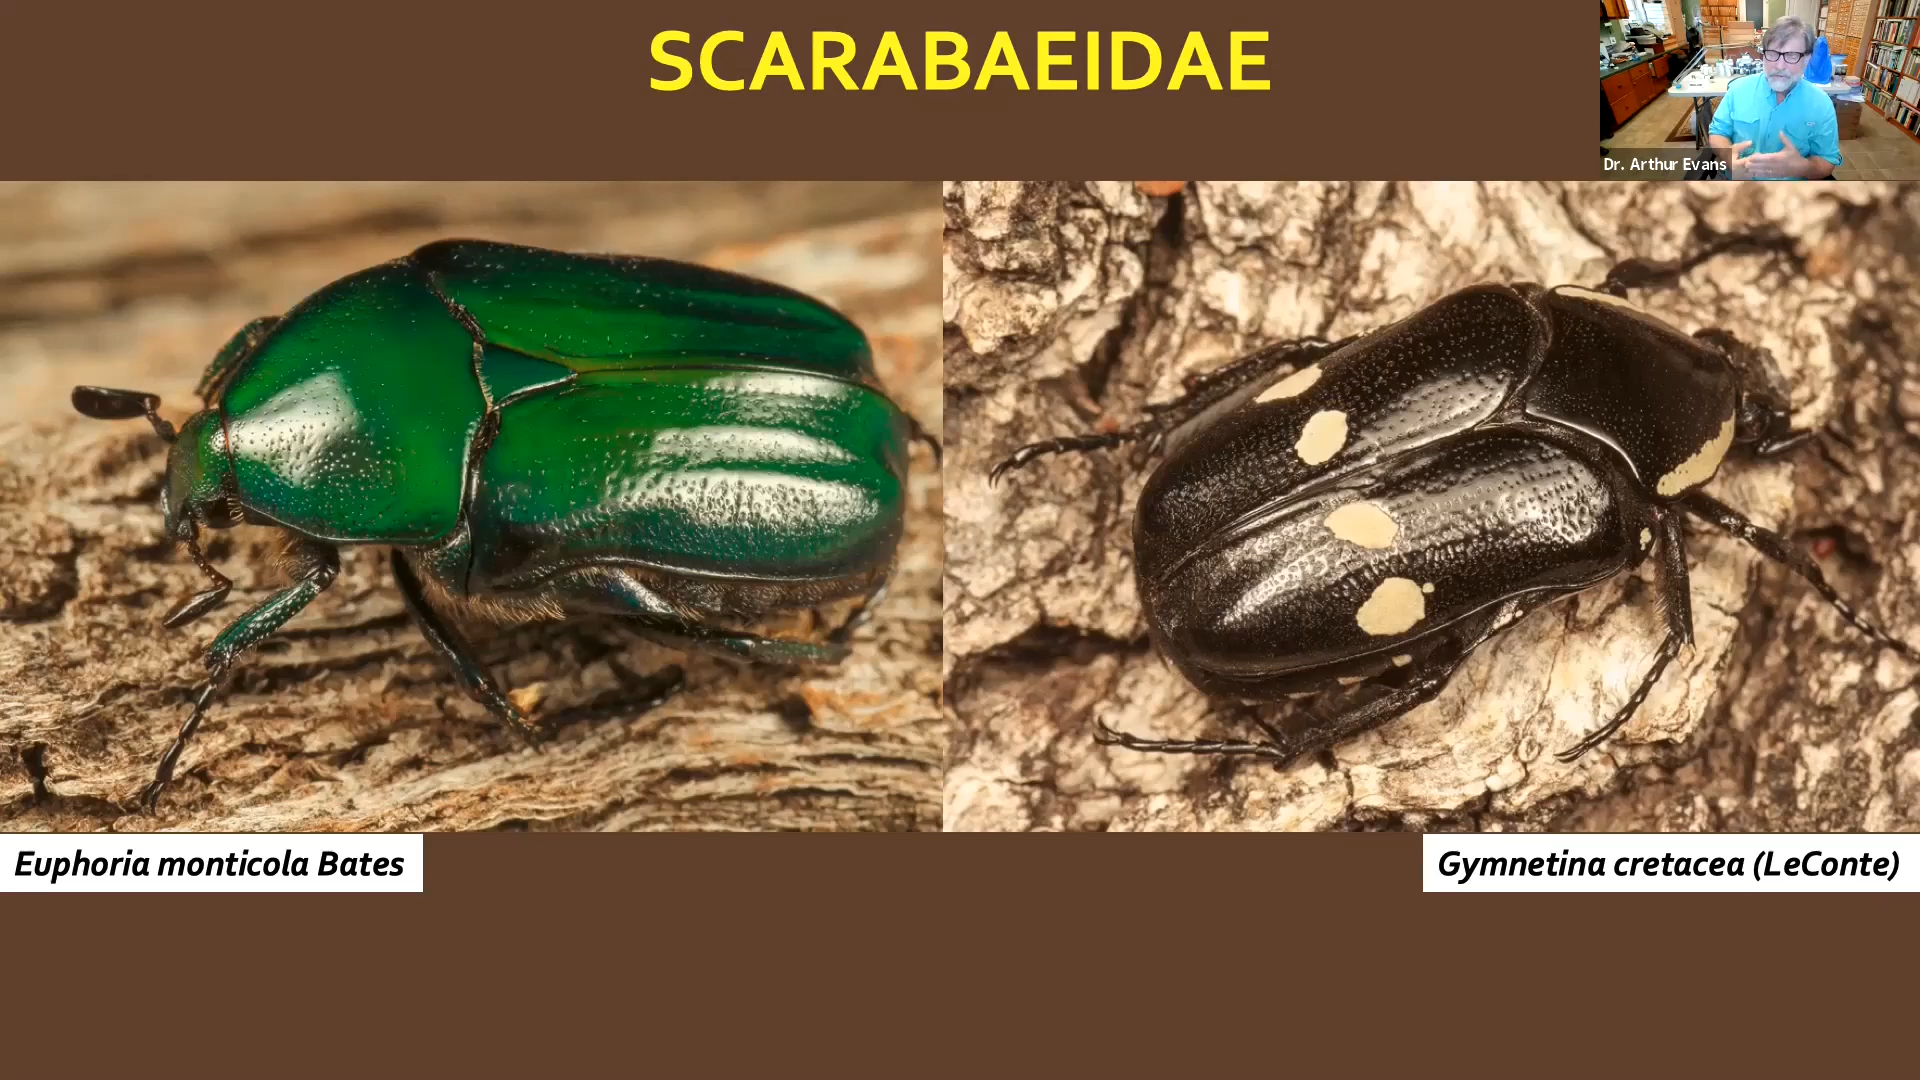 SCARABAEIDAE
Dr. Arthur Evans
Euphoria monticola Bates
Gymnetina cretacea (LeConte)